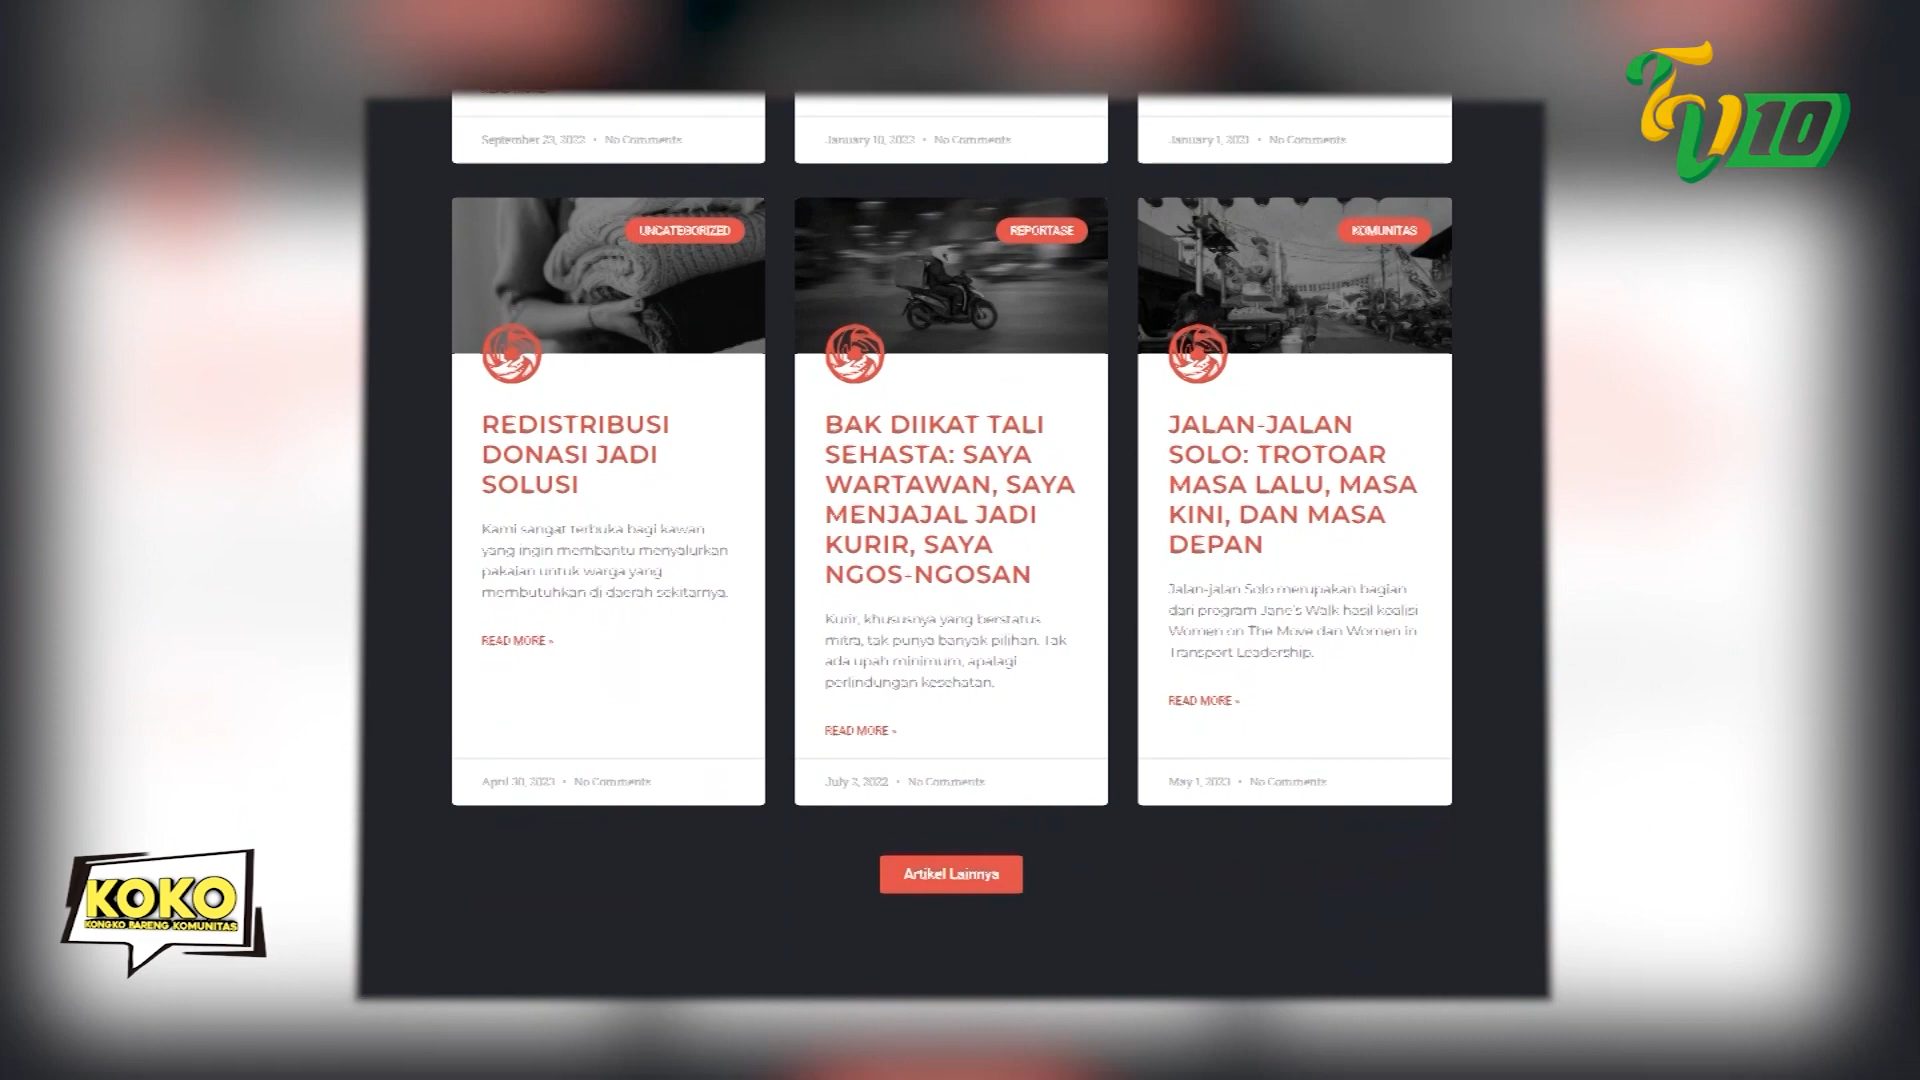 TV10
September 23, 2022 • No Comments
January 10, 2023 • No Comments
January 1, 2021 • No Comments
UNCATEGORIZED
REPORTASE
KOMUNITAS
REDISTRIBUSI
DONASI JADI
SOLUSI
Kami sangat terbuka bagi kawan
yang ingin membantu menyalurkan
pakaian untuk warga yang
membutuhkan di daerah sekitarnya.
READ MORE »
April 30, 2023 • No Comments
BAK DIIKAT TALI
SEHASTA: SAYA
WARTAWAN, SAYA
MENJAJAL JADI
KURIR, SAYA
NGOS-NGOSAN
Kurir, khususnya yang berstatus
mitra, tak punya banyak pilihan. Tak
ada upah minimum, apalagi
perlindungan kesehatan.
READ MORE »
July 2, 2022 • No Comments
JALAN-JALAN
SOLO: TROTOAR
MASA LALU, MASA
KINI, DAN MASA
DEPAN
Jalan-jalan Solo merupakan bagian
dari program Jane's Walk hasil koalisi
Women on The Move dan Women in
Transport Leadership.
READ MORE »
May 1, 2023 • No Comments
Artikel Lainnya
KOKO
KONGKO BARENG KOMUNITAS